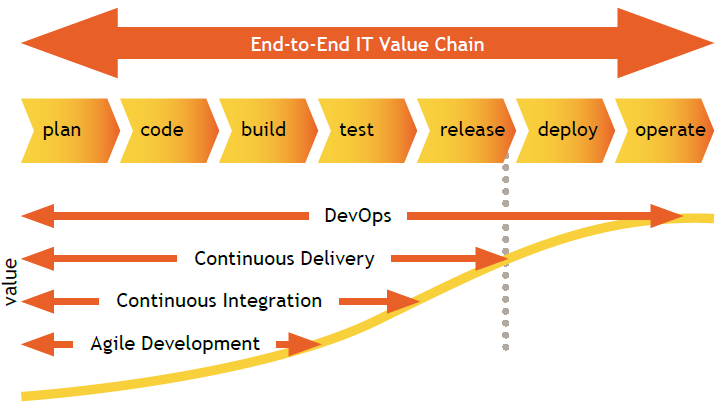 End-to-End IT Value Chain
plan
code
build
test
release
deploy
operate
DevOps
Continuous Delivery
Continuous Integration
Agile Development
value